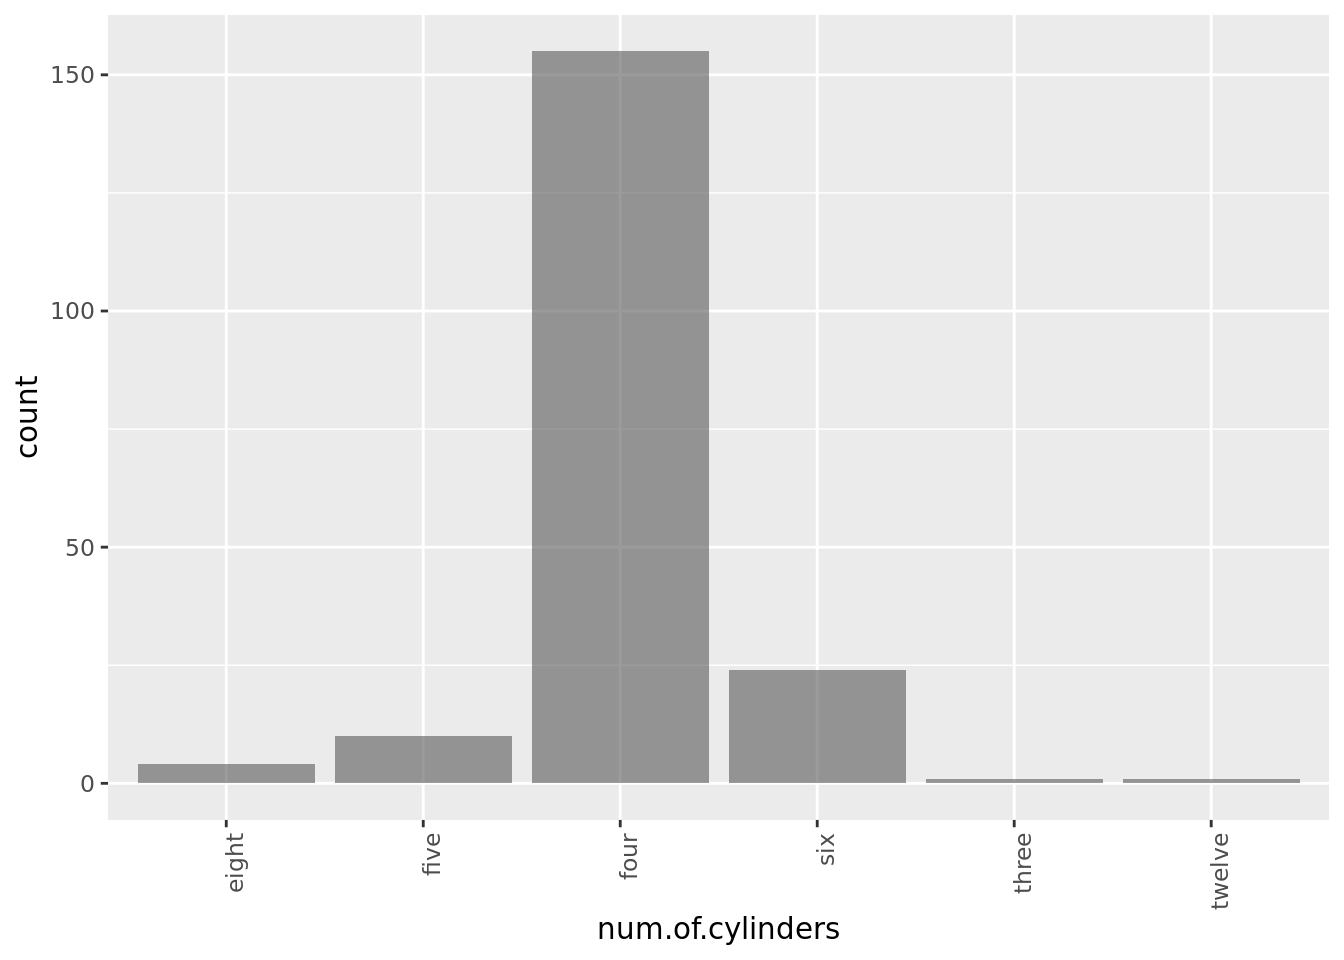 150
100
50
0
count
eight
five
four
six
three
twelve
num.of.cylinders